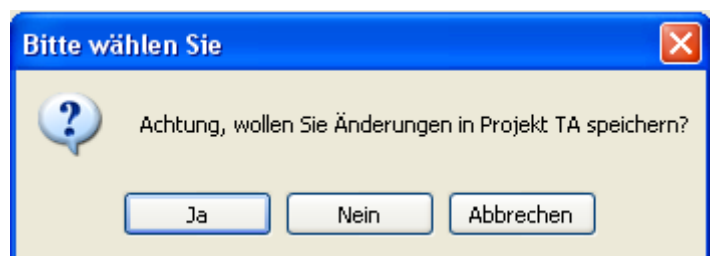 Bitte wählen Sie
Achtung, wollen Sie Änderungen in Projekt TA speichern?
Ja Nein Abbrechen